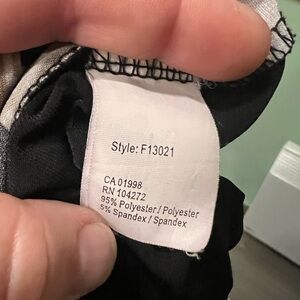 Style: F13021
CA 01998
RN 104272
95% Polyester / Polyester
5% Spandex / Spandex